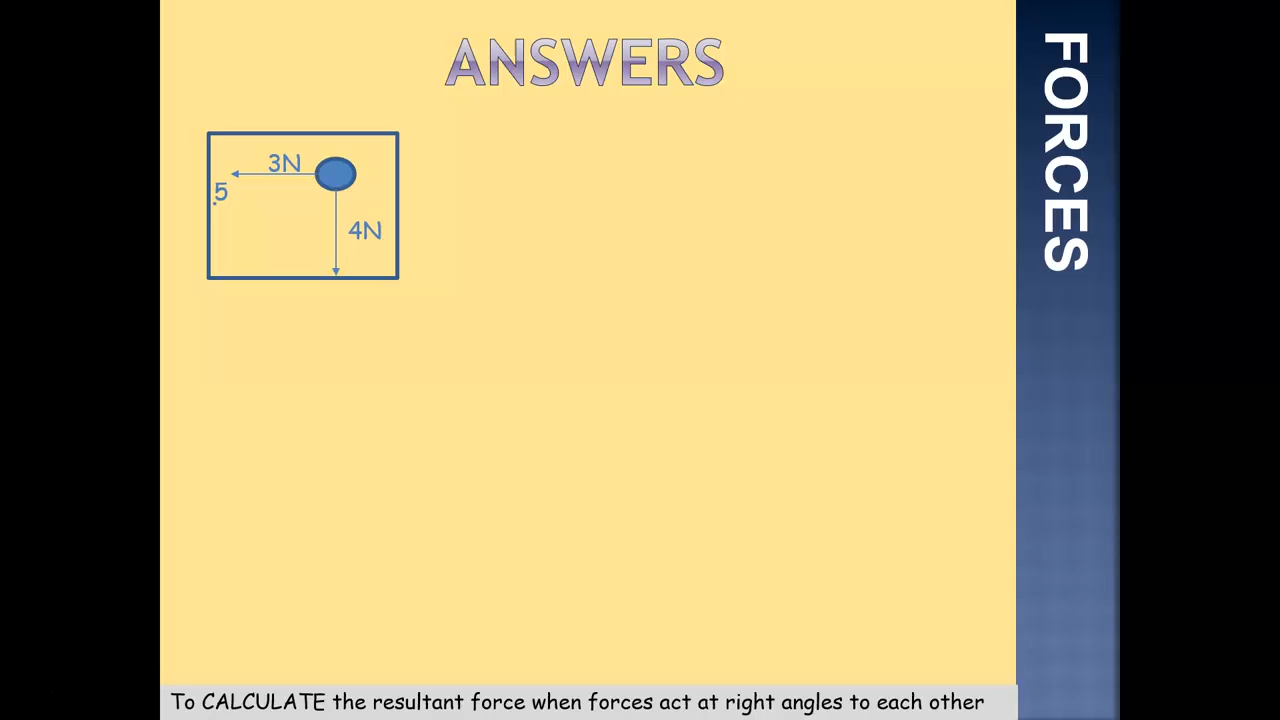 ANSWERS
3N
5
.
4N
FORCES
To CALCULATE the resultant force when forces act at right angles to each other